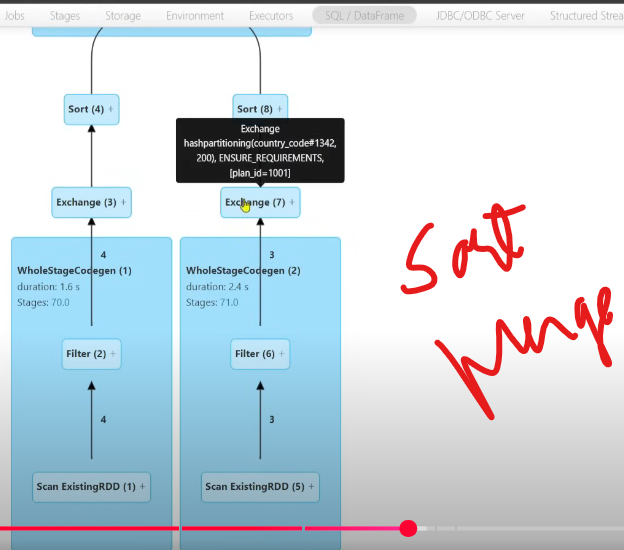 Jobs Stages Storage Environment Executors SQL / DataFrame JDBC/ODBC Server Structured Strea
Sort (4) +
Sort (8) +
Exchange
hashpartitioning(country_code#1342,
200), ENSURE_REQUIREMENTS,
[plan_id=1001]
Exchange (3) +
Exchange (7) +
4
3
WholeStageCodegen (1)
duration: 1.6 s
Stages: 70.0
WholeStageCodegen (2)
duration: 2.4 s
Stages: 71.0
Sort
Merge
Filter (2) +
Filter (6) +
4
3
Scan ExistingRDD (1) +
Scan ExistingRDD (5) +